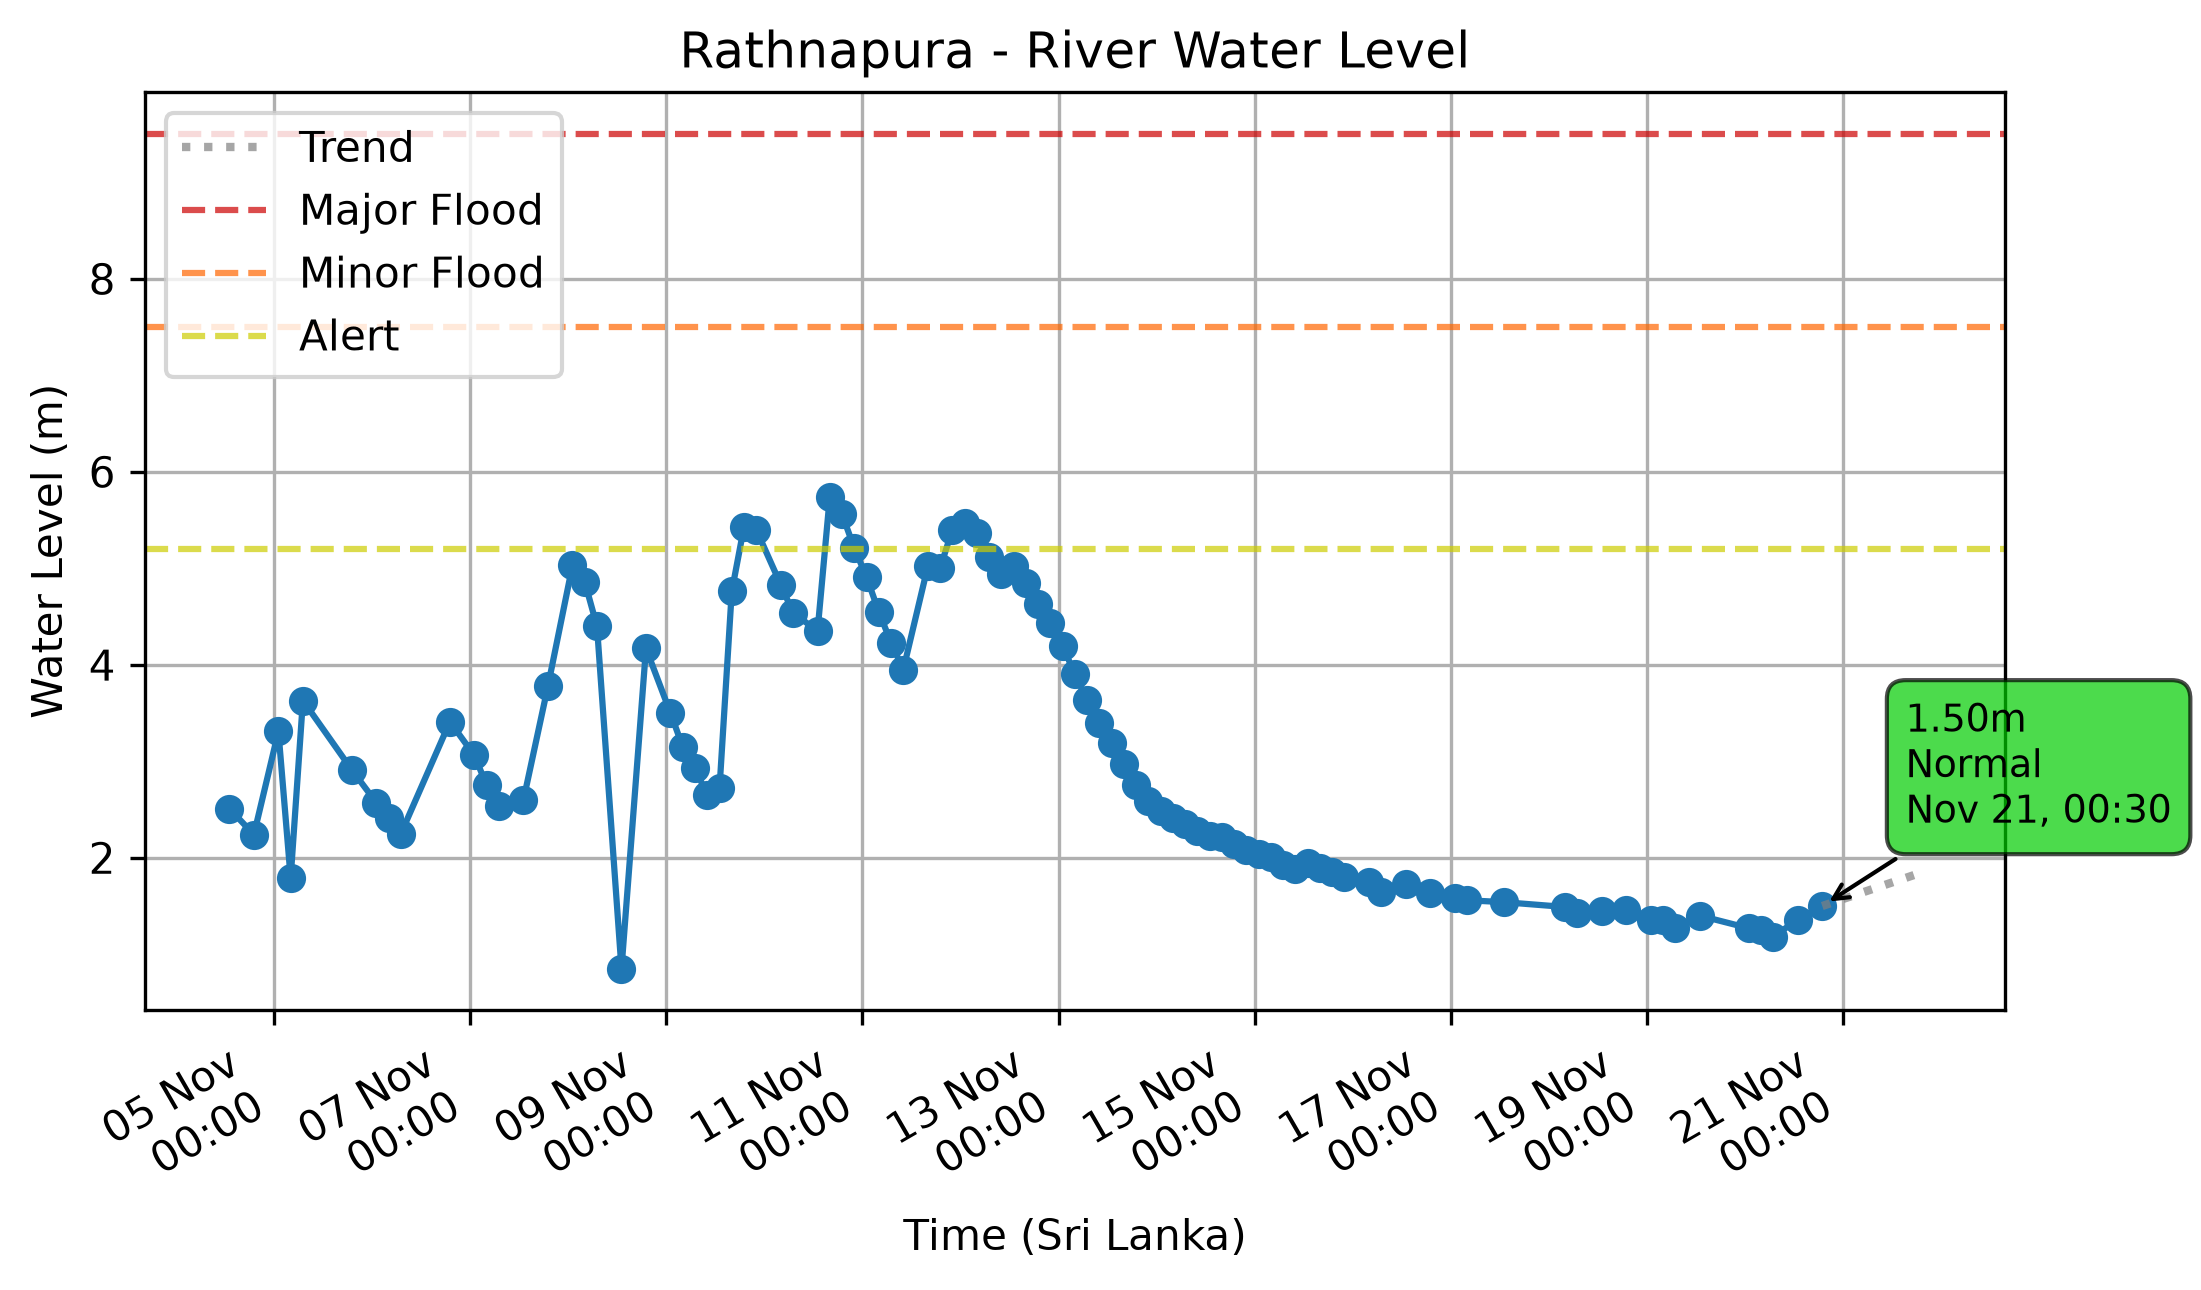 Rathnapura - River Water Level
Trend
Major Flood
Minor Flood
Alert
Water Level (m)
8
6
4
2
1.50m
Normal
Nov 21, 00:30
05 Nov
00:00
07 Nov
00:00
09 Nov
00:00
11 Nov
00:00
13 Nov
00:00
15 Nov
00:00
17 Nov
00:00
19 Nov
00:00
21 Nov
00:00
Time (Sri Lanka)